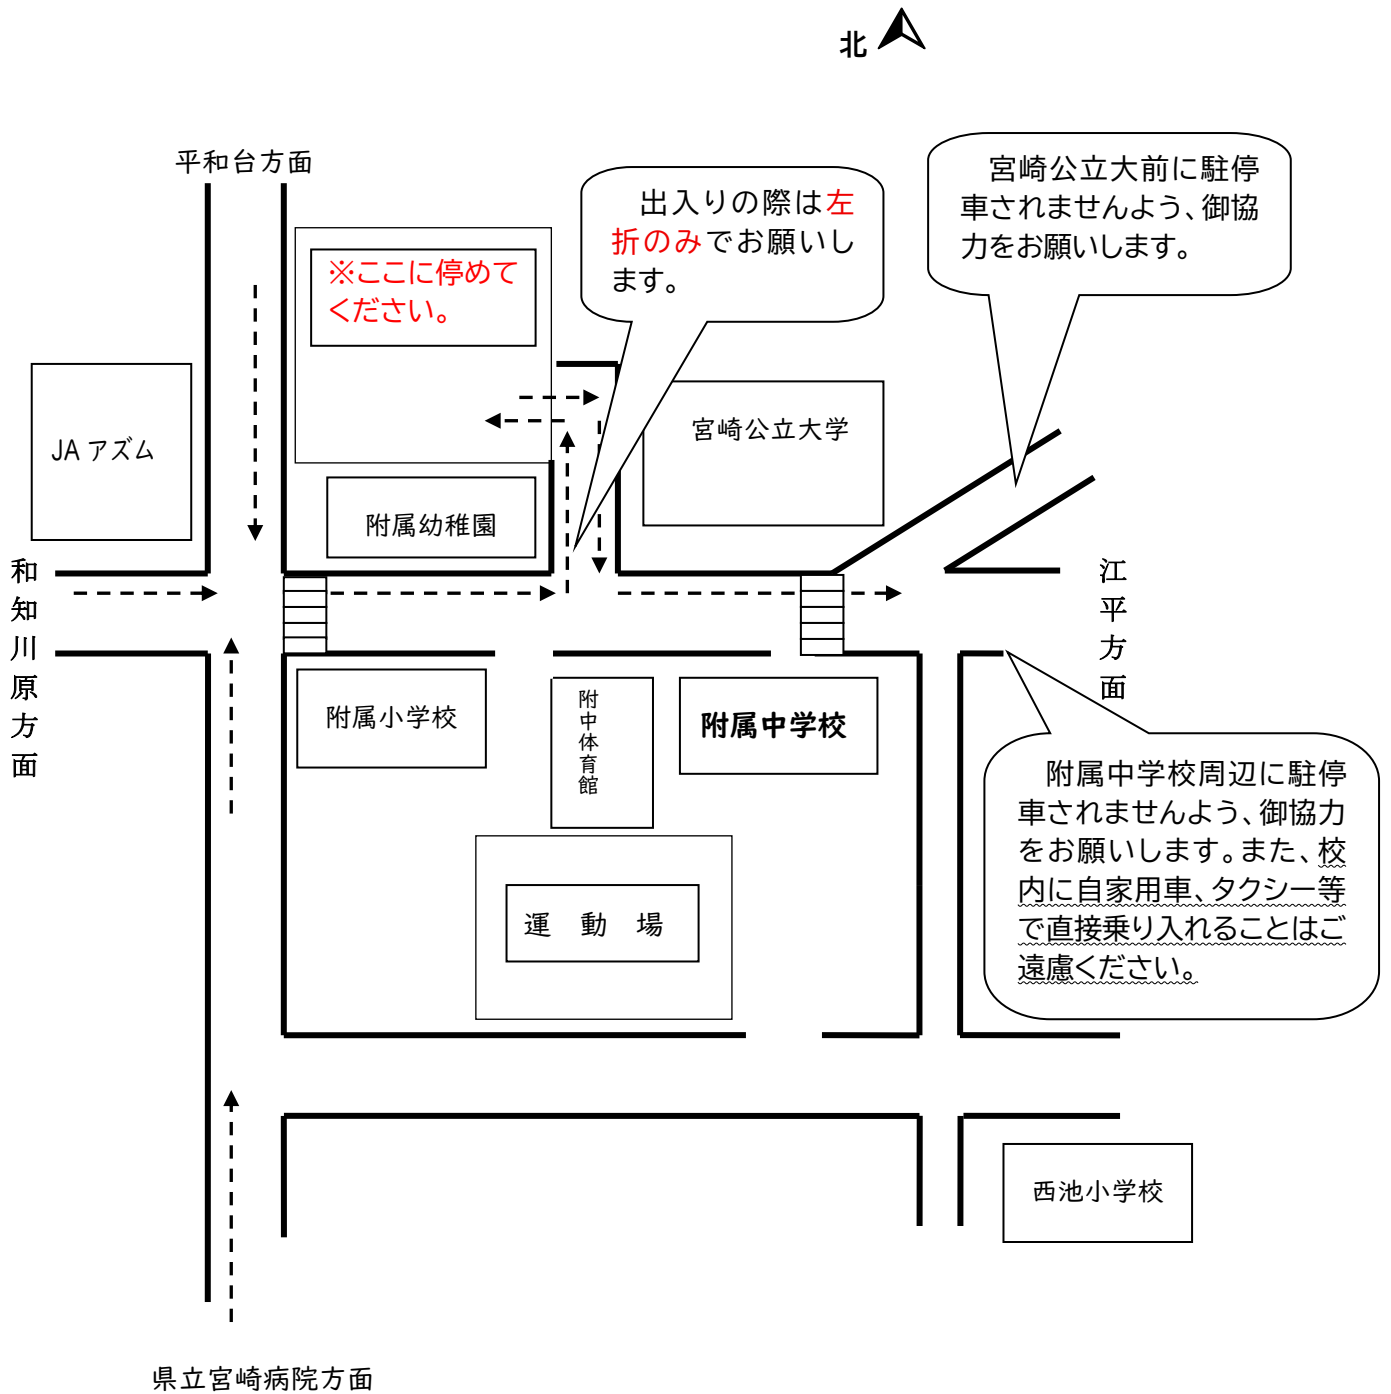 北
平和台方面
※ここに停めて
ください。
出入りの際は左
折のみでお願いし
ます。
宮崎公立大前に駐停
車されませんよう、御協
力をお願いします。
JAアズム
宮崎公立大学
附属幼稚園
和知川原方面
江平方面
附属小学校
附中体育館
附属中学校
附属中学校周辺に駐停
車されませんよう、御協力
をお願いします。また、校
内に自家用車、タクシー等
で直接乗り入れることはご
遠慮ください。
運 動 場
西池小学校
県立宮崎病院方面